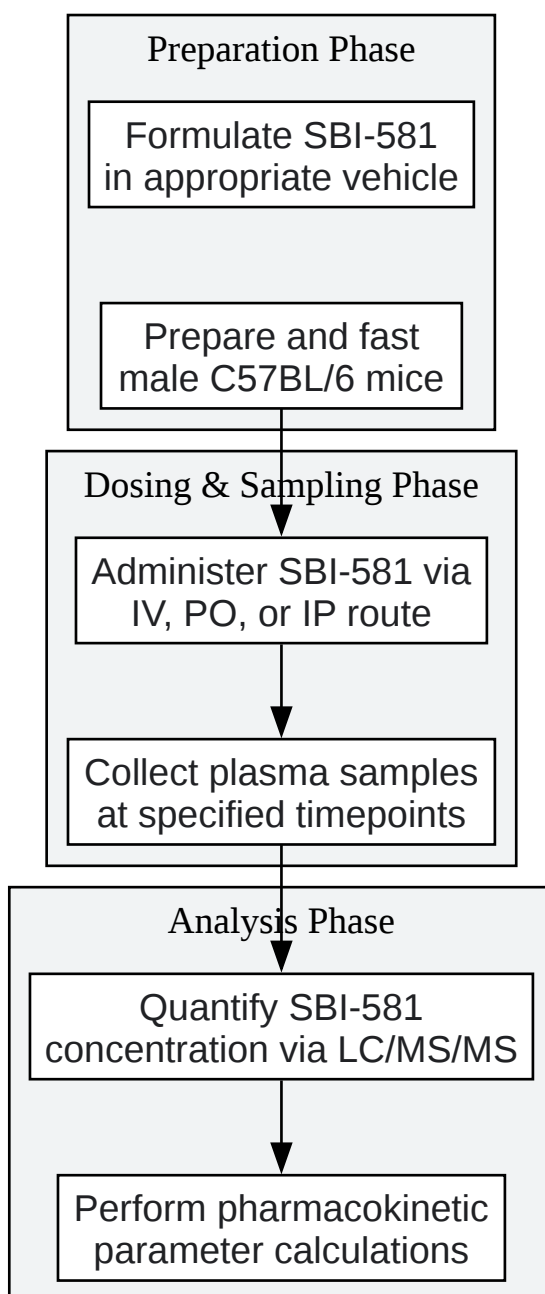 Preparation Phase
Formulate SBI-581
in appropriate vehicle
Prepare and fast
male C57BL/6 mice
Dosing & Sampling Phase
Administer SBI-581 via
IV, PO, or IP route
Collect plasma samples
at specified timepoints
Analysis Phase
Quantify SBI-581
concentration via LC/MS/MS
Perform pharmacokinetic
parameter calculations